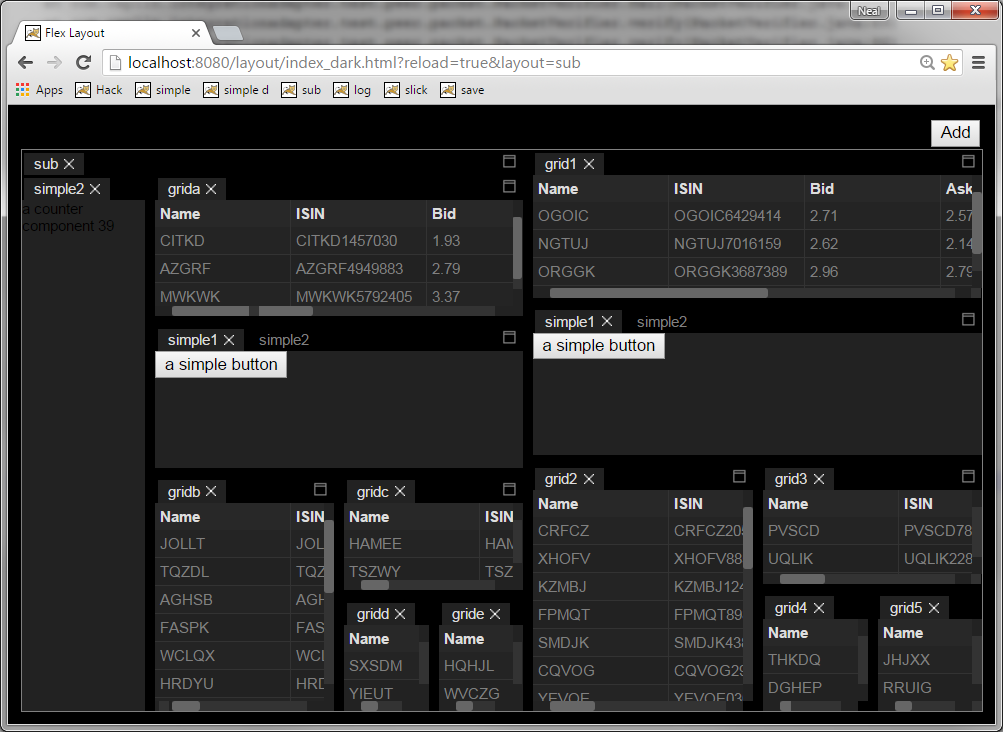 Neal
Flex Layout
localhost:8080/layout/index_dark.html?reload=true&layout=sub
Apps Hack simple simple d sub log slick save
Add
sub
simple2
a counter
component 39
grida
Name ISIN Bid
CITKD CITKD1457030 1.93
AZGRF AZGRF4949883 2.79
MWKWK MWKWK5792405 3.37
simple1 simple2
a simple button
gridb
Name ISIN
JOLLT JOL
TQZDL TQZ
AGHSB AGH
FASPK FAS
WCLQX WCL
HRDYU HRD
gridc
Name ISIN
HAMEE HAM
TSZWY TSZ
gridd
Name
SXSDM
YIEUT
gride
Name
HQHJL
WVCZG
grid1
Name ISIN Bid Ask
OGOIC OGOIC6429414 2.71 2.57
NGTUJ NGTUJ7016159 2.62 2.14
ORGGK ORGGK3687389 2.96 2.79
simple1 simple2
a simple button
grid2
Name ISIN
CRFCZ CRFCZ205
XHOFV XHOFV88
KZMBJ KZMBJ124
FPMQT FPMQT89
SMDJK SMDJK438
CQVOG CQVOG29
grid3
Name ISIN
PVSCD PVSCD78
UQLIK UQLIK228
grid4
Name
THKDQ
DGHEP
grid5
Name
JHJXX
RRUIG